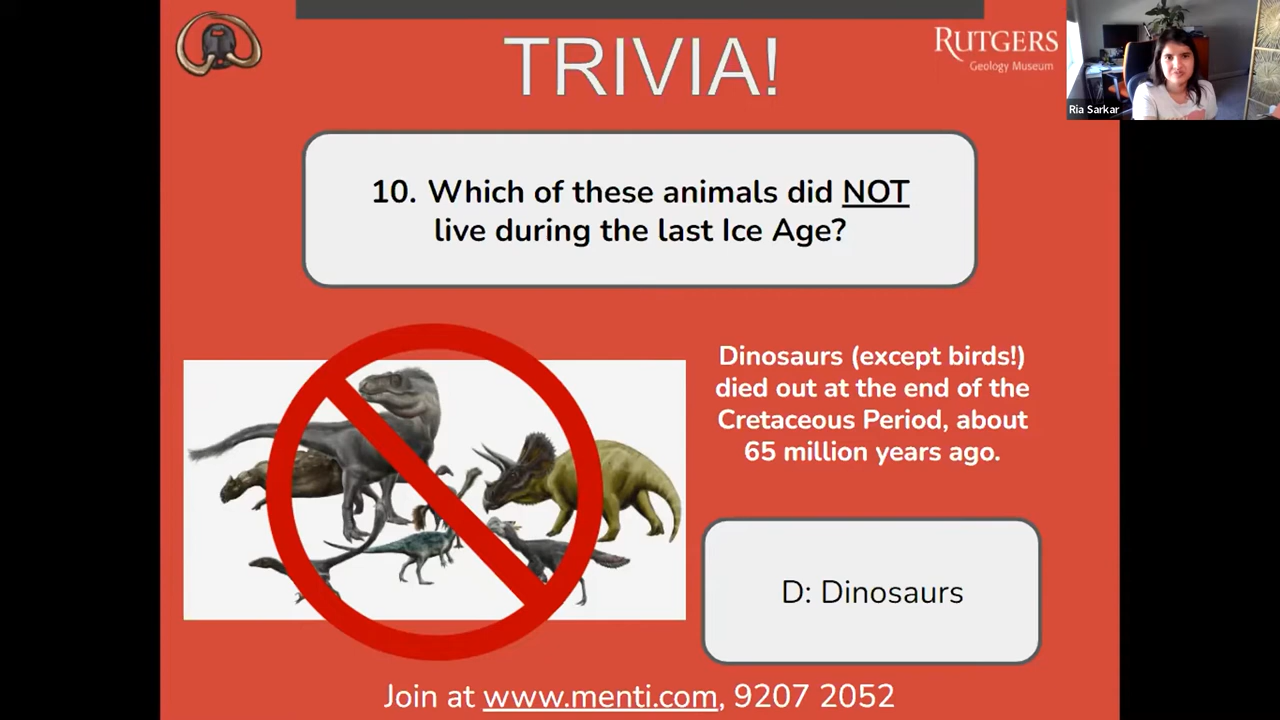 TRIVIA!
RUTGERS
Geology Museum
Ria Sarkar
10. Which of these animals did NOT
live during the last Ice Age?
Dinosaurs (except birds!)
died out at the end of the
Cretaceous Period, about
65 million years ago.
D: Dinosaurs
Join at www.menti.com, 9207 2052